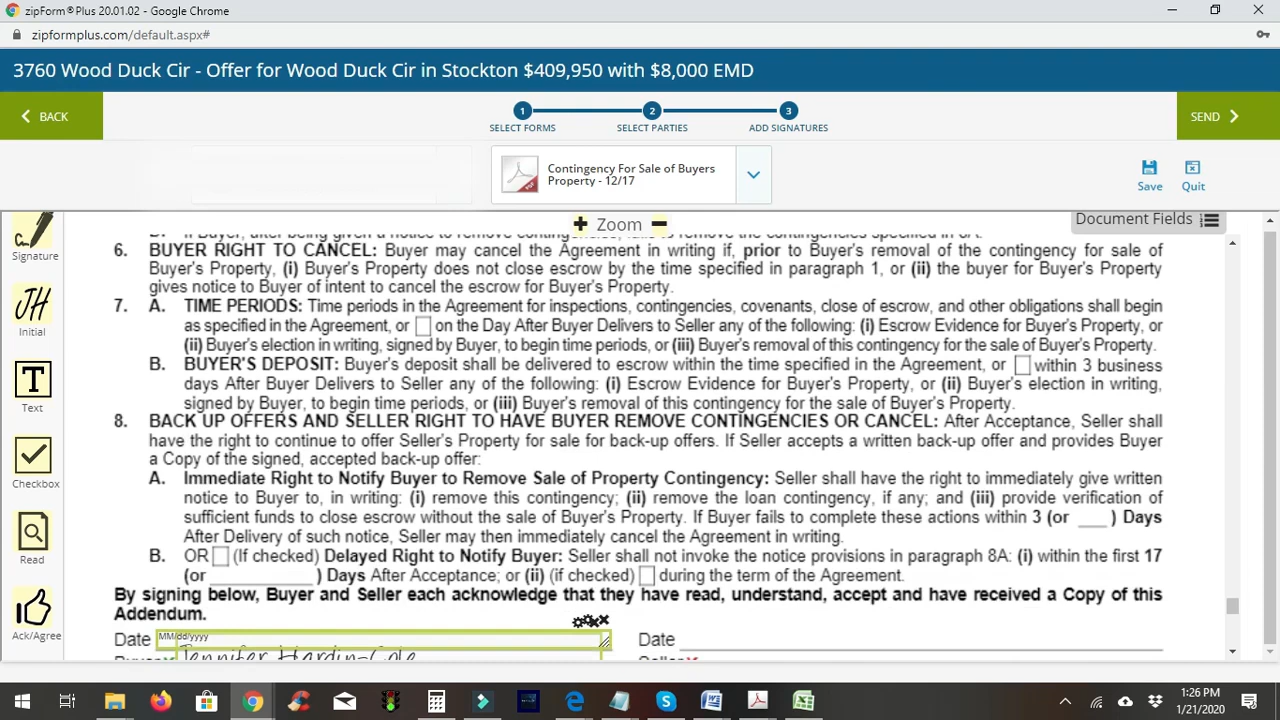 zipForm®Plus 20.01.02 - Google Chrome
zipformplus.com/default.aspx#
3760 Wood Duck Cir - Offer for Wood Duck Cir in Stockton $409,950 with $8,000 EMD
BACK
1
2
3
SELECT FORMS
SELECT PARTIES
ADD SIGNATURES
SEND
Contingency For Sale of Buyers
Property - 12/17
Save
Quit
Zoom
Document Fields
Signature
JH
Initial
T
Text
Checkbox
Read
Ack/Agree
6. BUYER RIGHT TO CANCEL: Buyer may cancel the Agreement in writing if, prior to Buyer's removal of the contingency for sale of
Buyer's Property, (i) Buyer's Property does not close escrow by the time specified in paragraph 1, or (ii) the buyer for Buyer's Property
gives notice to Buyer of intent to cancel the escrow for Buyer's Property.
7. A. TIME PERIODS: Time periods in the Agreement for inspections, contingencies, covenants, close of escrow, and other obligations shall begin
as specified in the Agreement, or on the Day After Buyer Delivers to Seller any of the following: (i) Escrow Evidence for Buyer's Property, or
(ii) Buyer's election in writing, signed by Buyer, to begin time periods, or (iii) Buyer's removal of this contingency for the sale of Buyer's Property.
B. BUYER'S DEPOSIT: Buyer's deposit shall be delivered to escrow within the time specified in the Agreement, or within 3 business
days After Buyer Delivers to Seller any of the following: (i) Escrow Evidence for Buyer's Property, or (ii) Buyer's election in writing,
signed by Buyer, to begin time periods, or (iii) Buyer's removal of this contingency for the sale of Buyer's Property.
8. BACK UP OFFERS AND SELLER RIGHT TO HAVE BUYER REMOVE CONTINGENCIES OR CANCEL: After Acceptance, Seller shall
have the right to continue to offer Seller's Property for sale for back-up offers. If Seller accepts a written back-up offer and provides Buyer
a Copy of the signed, accepted back-up offer:
A. Immediate Right to Notify Buyer to Remove Sale of Property Contingency: Seller shall have the right to immediately give written
notice to Buyer to, in writing: (i) remove this contingency; (ii) remove the loan contingency, if any; and (iii) provide verification of
sufficient funds to close escrow without the sale of Buyer's Property. If Buyer fails to complete these actions within 3 (or ___ ) Days
After Delivery of such notice, Seller may then immediately cancel the Agreement in writing.
B. OR (If checked) Delayed Right to Notify Buyer: Seller shall not invoke the notice provisions in paragraph 8A: (i) within the first 17
(or __________ ) Days After Acceptance; or (ii) (if checked) during the term of the Agreement.
By signing below, Buyer and Seller each acknowledge that they have read, understand, accept and have received a Copy of this
Addendum.
Date MM/dd/yyyy Date
Jennifer Hardin-Cole
1:26 PM
1/21/2020